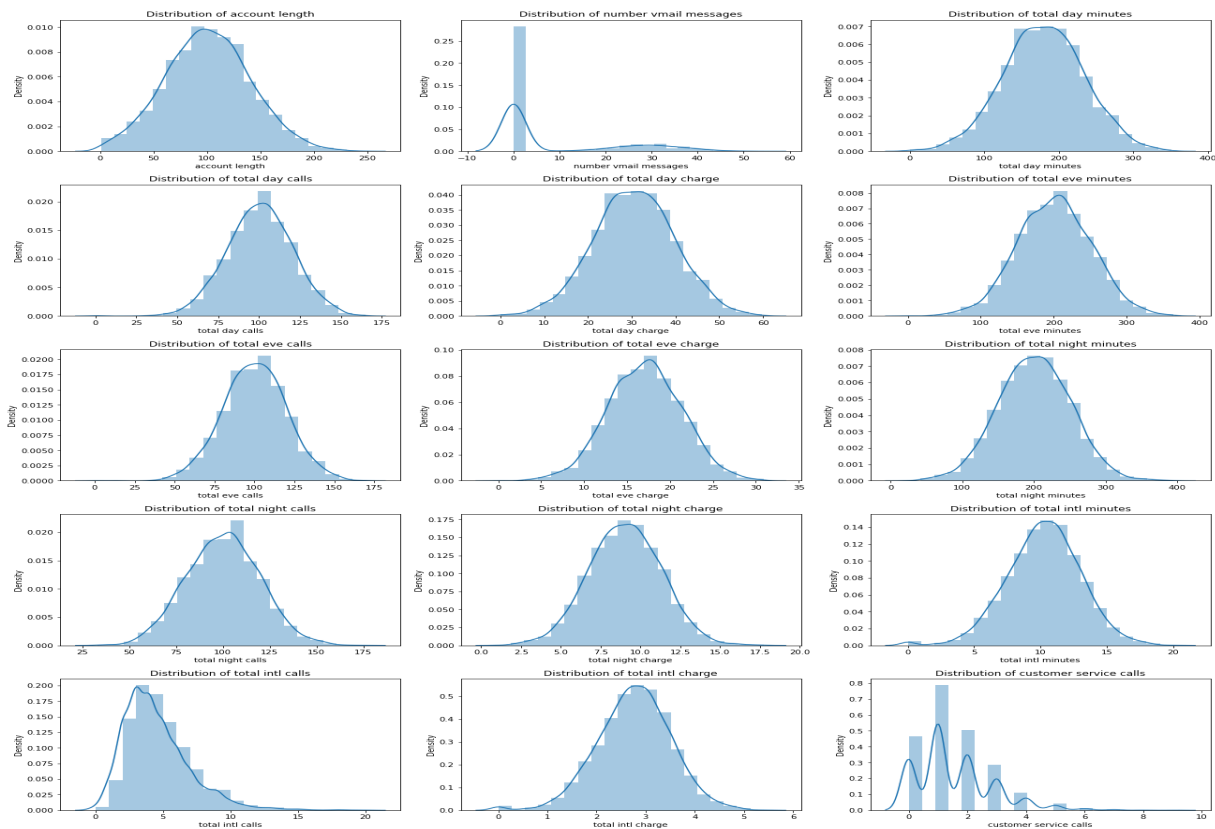 Distribution of account length
Density
0.010
0.008
0.006
0.004
0.002
0.000
0 50 100 150 200 250
account length
Distribution of number vmail messages
Density
0.25
0.20
0.15
0.10
0.05
0.00
−10 0 10 20 30 40 50 60
number vmail messages
Distribution of total day minutes
Density
0.007
0.006
0.005
0.004
0.003
0.002
0.001
0.000
0 100 200 300 400
total day minutes
Distribution of total day calls
Density
0.020
0.015
0.010
0.005
0.000
0 25 50 75 100 125 150 175
total day calls
Distribution of total day charge
Density
0.040
0.035
0.030
0.025
0.020
0.015
0.010
0.005
0.000
0 10 20 30 40 50 60
total day charge
Distribution of total eve minutes
Density
0.008
0.007
0.006
0.005
0.004
0.003
0.002
0.001
0.000
0 100 200 300 400
total eve minutes
Distribution of total eve calls
Density
0.0200
0.0175
0.0150
0.0125
0.0100
0.0075
0.0050
0.0025
0.0000
0 25 50 75 100 125 150 175
total eve calls
Distribution of total eve charge
Density
0.10
0.08
0.06
0.04
0.02
0.00
0 5 10 15 20 25 30 35
total eve charge
Distribution of total night minutes
Density
0.008
0.007
0.006
0.005
0.004
0.003
0.002
0.001
0.000
100 200 300 400
total night minutes
Distribution of total night calls
Density
0.020
0.015
0.010
0.005
0.000
25 50 75 100 125 150 175
total night calls
Distribution of total night charge
Density
0.175
0.150
0.125
0.100
0.075
0.050
0.025
0.000
0.0 2.5 5.0 7.5 10.0 12.5 15.0 17.5 20.0
total night charge
Distribution of total intl minutes
Density
0.14
0.12
0.10
0.08
0.06
0.04
0.02
0.00
0 5 10 15 20
total intl minutes
Distribution of total intl calls
Density
0.200
0.175
0.150
0.125
0.100
0.075
0.050
0.025
0.000
0 5 10 15 20
total intl calls
Distribution of total intl charge
Density
0.5
0.4
0.3
0.2
0.1
0.0
0 1 2 3 4 5 6
total intl charge
Distribution of customer service calls
Density
0.8
0.7
0.6
0.5
0.4
0.3
0.2
0.1
0.0
0 2 4 6 8 10
customer service calls